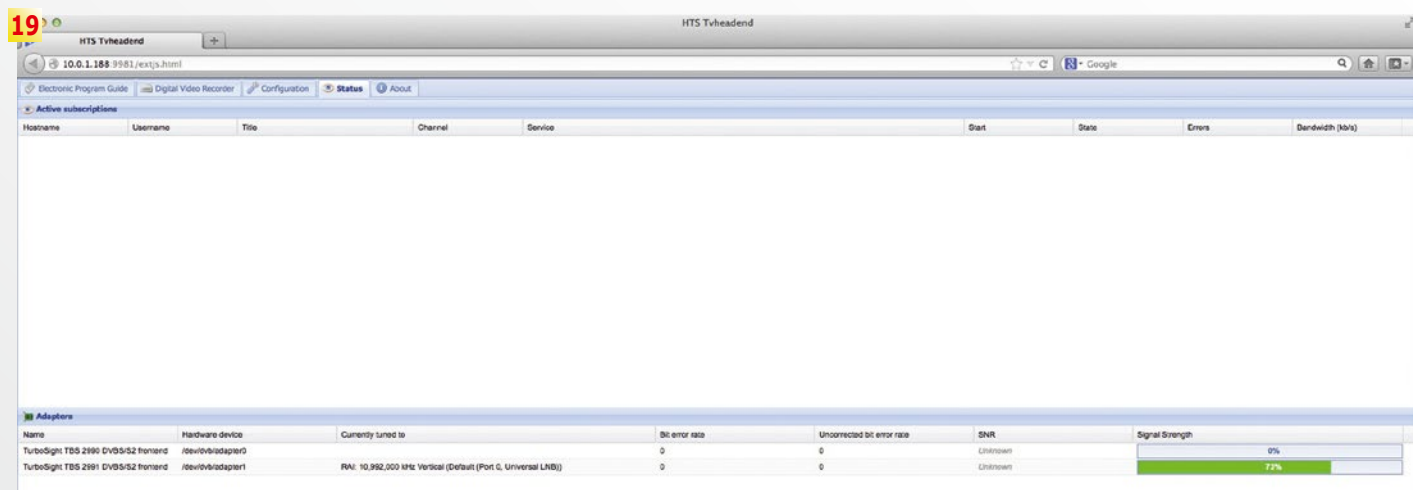 19
HTS Tvheadend
HTS Tvheadend +
10.0.1.188:9981/extjs.html Google
Electronic Program Guide Digital Video Recorder Configuration Status About
Active subscriptions
Hostname Username Title Channel Service Start State Errors Bandwidth (kb/s)
Adapters
Name Hardware device Currently tuned to Bit error rate Uncorrected bit error rate SNR Signal Strength
TurboSight TBS 2990 DVBS/S2 frontend /dev/dvb/adapter0 0 0 Unknown 0%
TurboSight TBS 2991 DVBS/S2 frontend /dev/dvb/adapter1 RAI: 10,992,000 kHz Vertical (Default (Port 0, Universal LNB)) 0 0 Unknown 73%